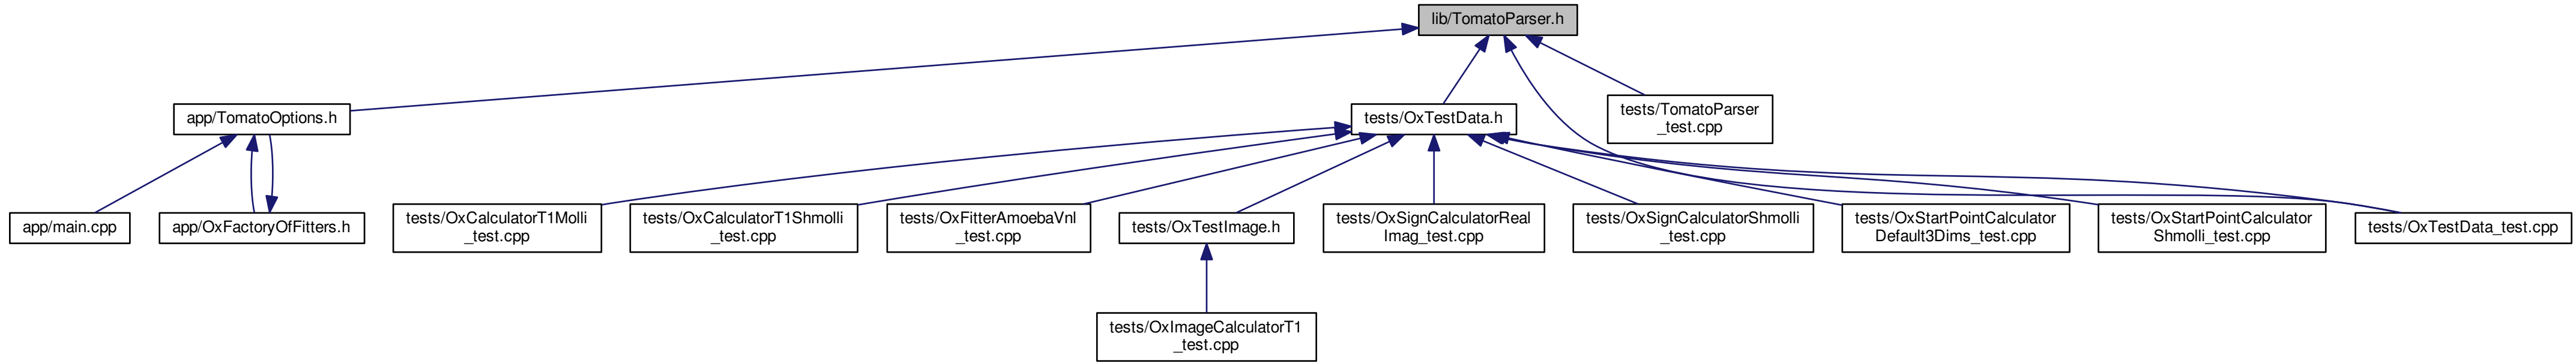 lib/TomatoParser.h
app/TomatoOptions.h
tests/OxTestData.h
tests/TomatoParser
_test.cpp
app/main.cpp
app/OxFactoryOfFitters.h
tests/OxCalculatorT1Molli
_test.cpp
tests/OxCalculatorT1Shmolli
_test.cpp
tests/OxFitterAmoebaVnl
_test.cpp
tests/OxTestImage.h
tests/OxSignCalculatorReal
Imag_test.cpp
tests/OxSignCalculatorShmolli
_test.cpp
tests/OxStartPointCalculator
Default3Dims_test.cpp
tests/OxStartPointCalculator
Shmolli_test.cpp
tests/OxTestData_test.cpp
tests/OxImageCalculatorT1
_test.cpp